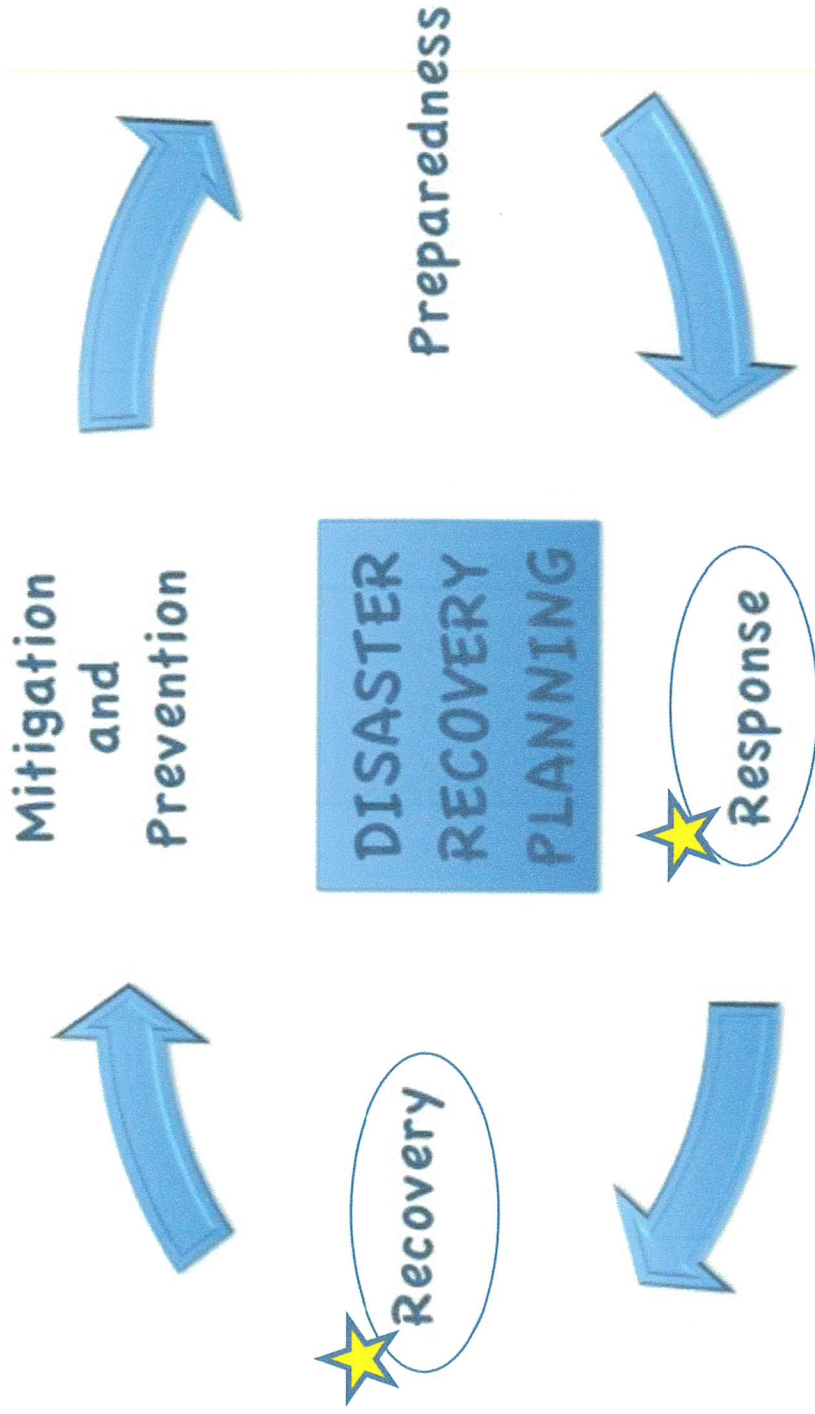 Mitigation
and
Prevention
Preparedness
DISASTER
RECOVERY
PLANNING
Response
Recovery